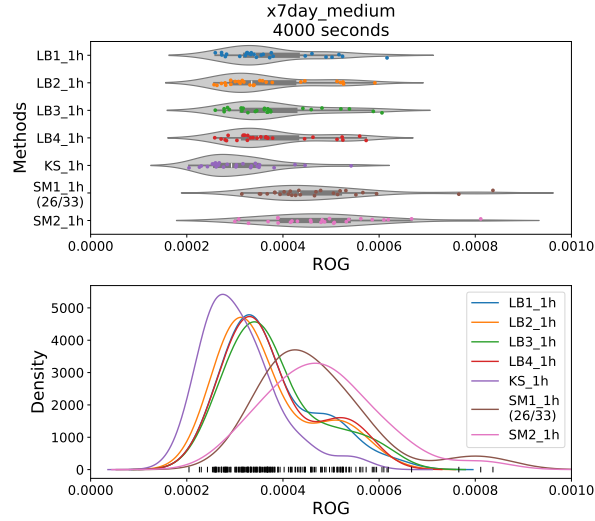 x7day_medium
4000 seconds
Methods
LB1_1h
LB2_1h
LB3_1h
LB4_1h
KS_1h
SM1_1h
(26/33)
SM2_1h
0.0000 0.0002 0.0004 0.0006 0.0008 0.0010
ROG
Density
5000
4000
3000
2000
1000
0
LB1_1h
LB2_1h
LB3_1h
LB4_1h
KS_1h
SM1_1h
(26/33)
SM2_1h
0.0000 0.0002 0.0004 0.0006 0.0008 0.0010
ROG